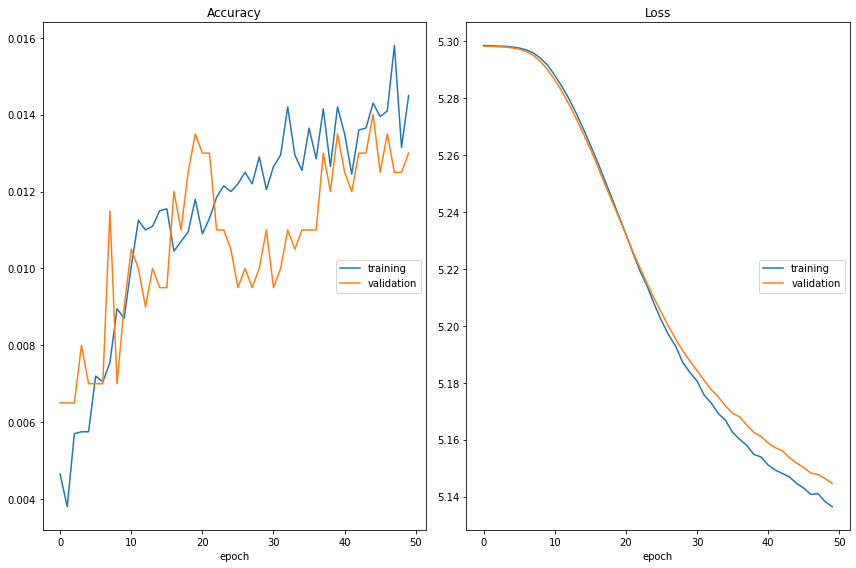 Accuracy
0.016
0.014
0.012
0.010
0.008
0.006
0.004
0 10 20 30 40 50
epoch
training
validation
Loss
5.30
5.28
5.26
5.24
5.22
5.20
5.18
5.16
5.14
0 10 20 30 40 50
epoch
training
validation